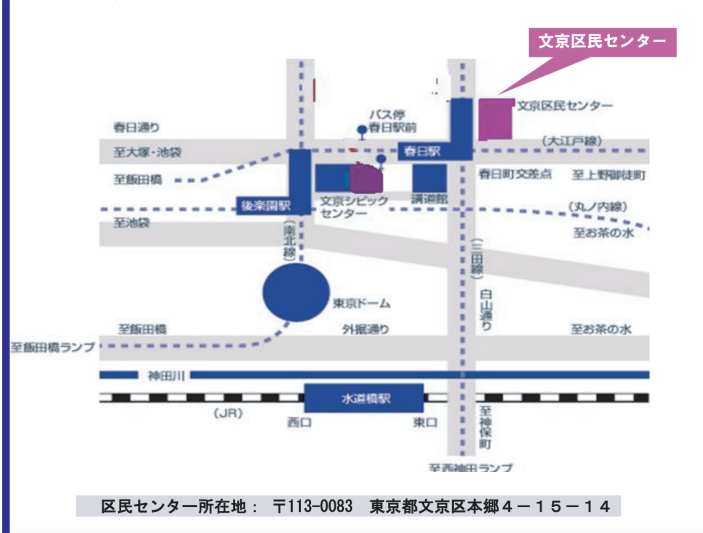 文京区民センター
文京区民センター
バス停
春日駅前
春日通り
(大江戸線)
至大塚・池袋
春日駅
至飯田橋
春日町交差点
至上野御徒町
後楽園駅
文京シビック
センター
講道館
(丸ノ内線)
至池袋
(南北線)
(三田線)
至お茶の水
東京ドーム
白山通り
至飯田橋
外掘通り
至お茶の水
至飯田橋ランプ
神田川
水道橋駅
(JR)
西口
東口
至神保町
至西神田ランプ
区民センター所在地： 〒113-0083 東京都文京区本郷４－１５－１４